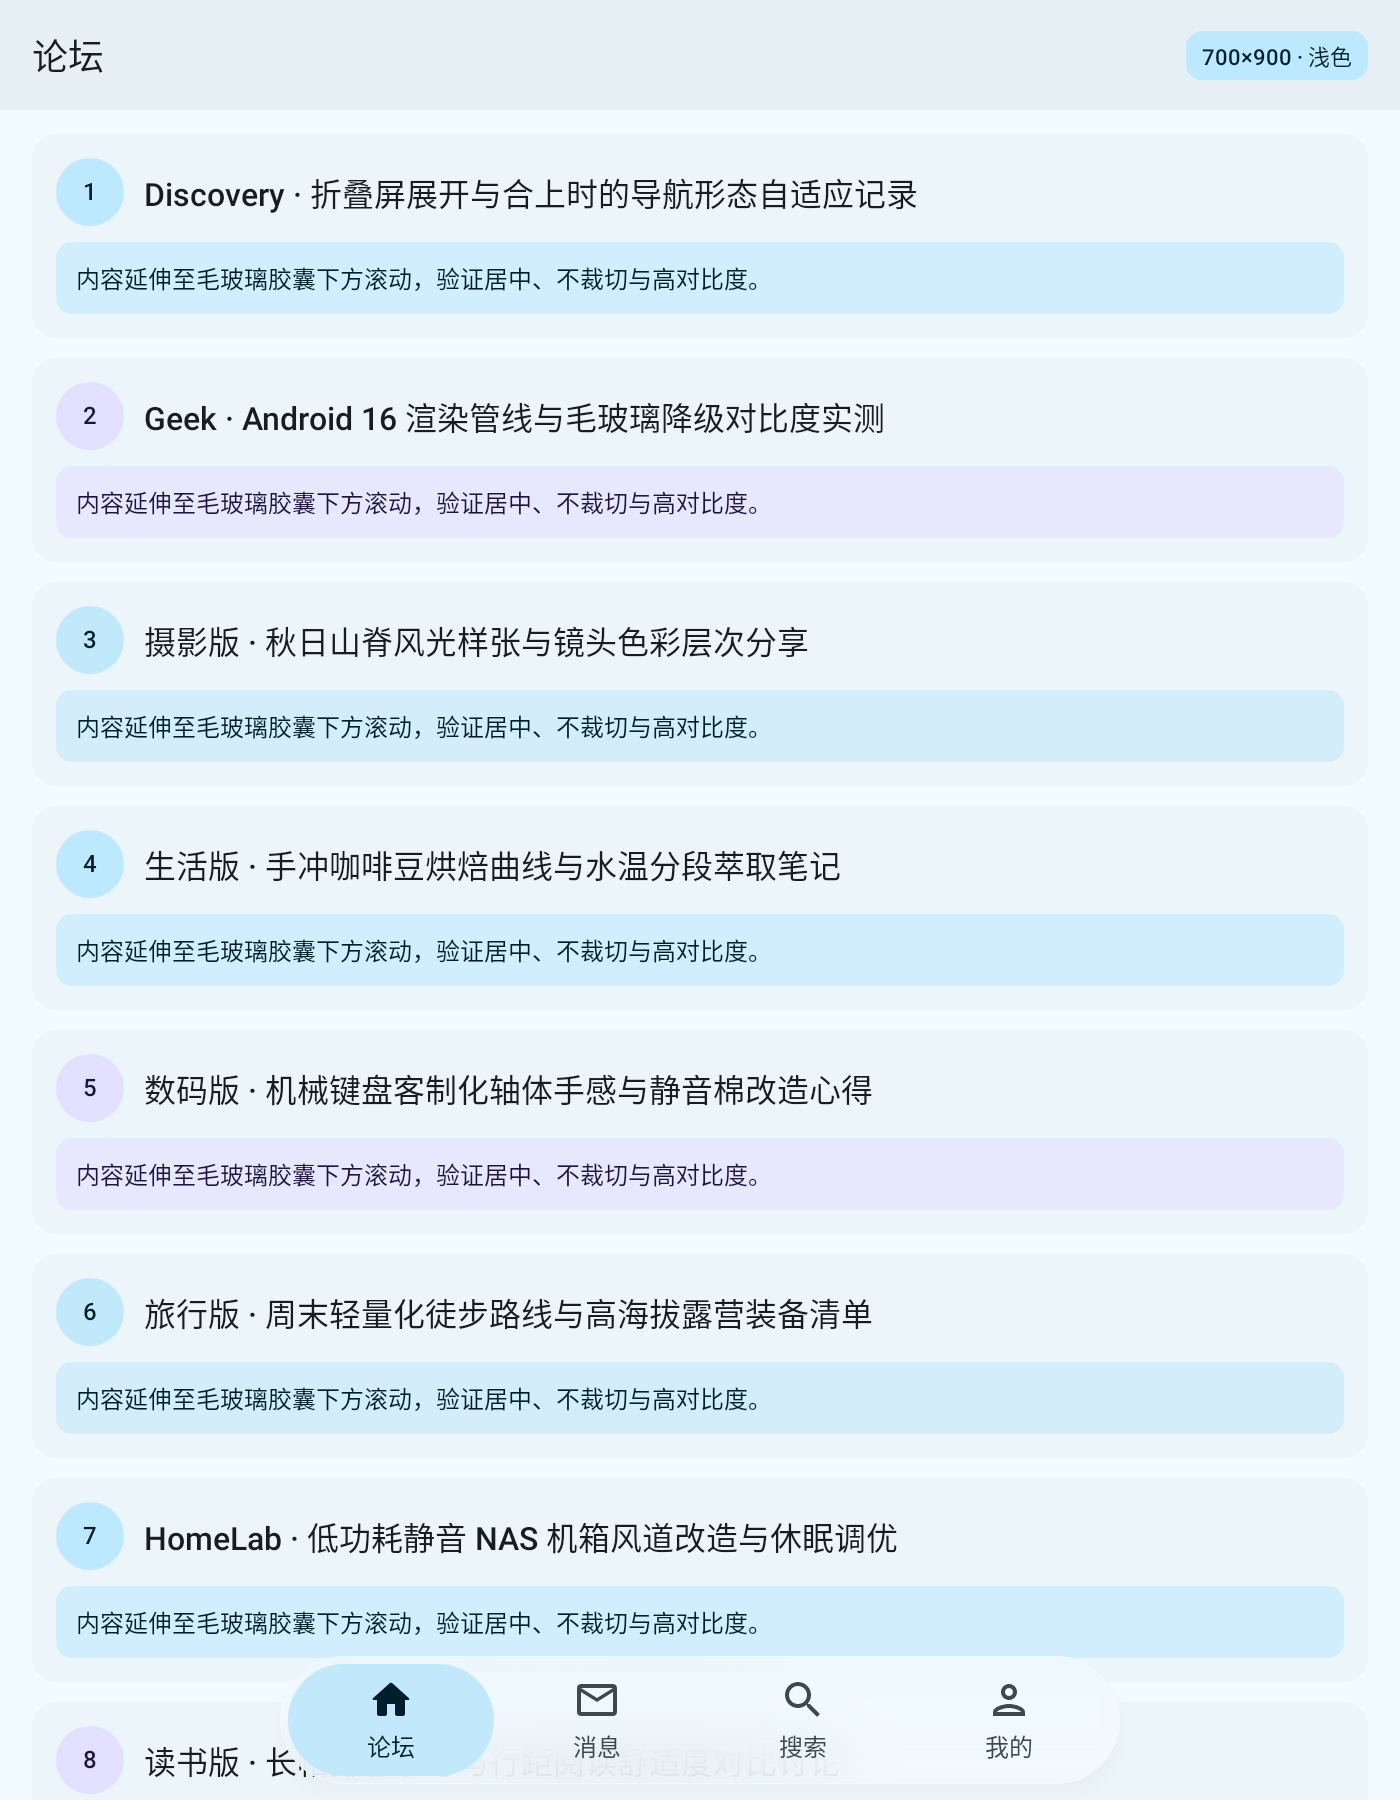 论坛
700×900 · 浅色
1
Discovery · 折叠屏展开与合上时的导航形态自适应记录
内容延伸至毛玻璃胶囊下方滚动，验证居中、不裁切与高对比度。
2
Geek · Android 16 渲染管线与毛玻璃降级对比度实测
内容延伸至毛玻璃胶囊下方滚动，验证居中、不裁切与高对比度。
3
摄影版 · 秋日山脊风光样张与镜头色彩层次分享
内容延伸至毛玻璃胶囊下方滚动，验证居中、不裁切与高对比度。
4
生活版 · 手冲咖啡豆烘焙曲线与水温分段萃取笔记
内容延伸至毛玻璃胶囊下方滚动，验证居中、不裁切与高对比度。
5
数码版 · 机械键盘客制化轴体手感与静音棉改造心得
内容延伸至毛玻璃胶囊下方滚动，验证居中、不裁切与高对比度。
6
旅行版 · 周末轻量化徒步路线与高海拔露营装备清单
内容延伸至毛玻璃胶囊下方滚动，验证居中、不裁切与高对比度。
7
HomeLab · 低功耗静音 NAS 机箱风道改造与休眠调优
内容延伸至毛玻璃胶囊下方滚动，验证居中、不裁切与高对比度。
8
读书版 · 长 与行距阅读舒适度对比讨论
论坛
消息
搜索
我的